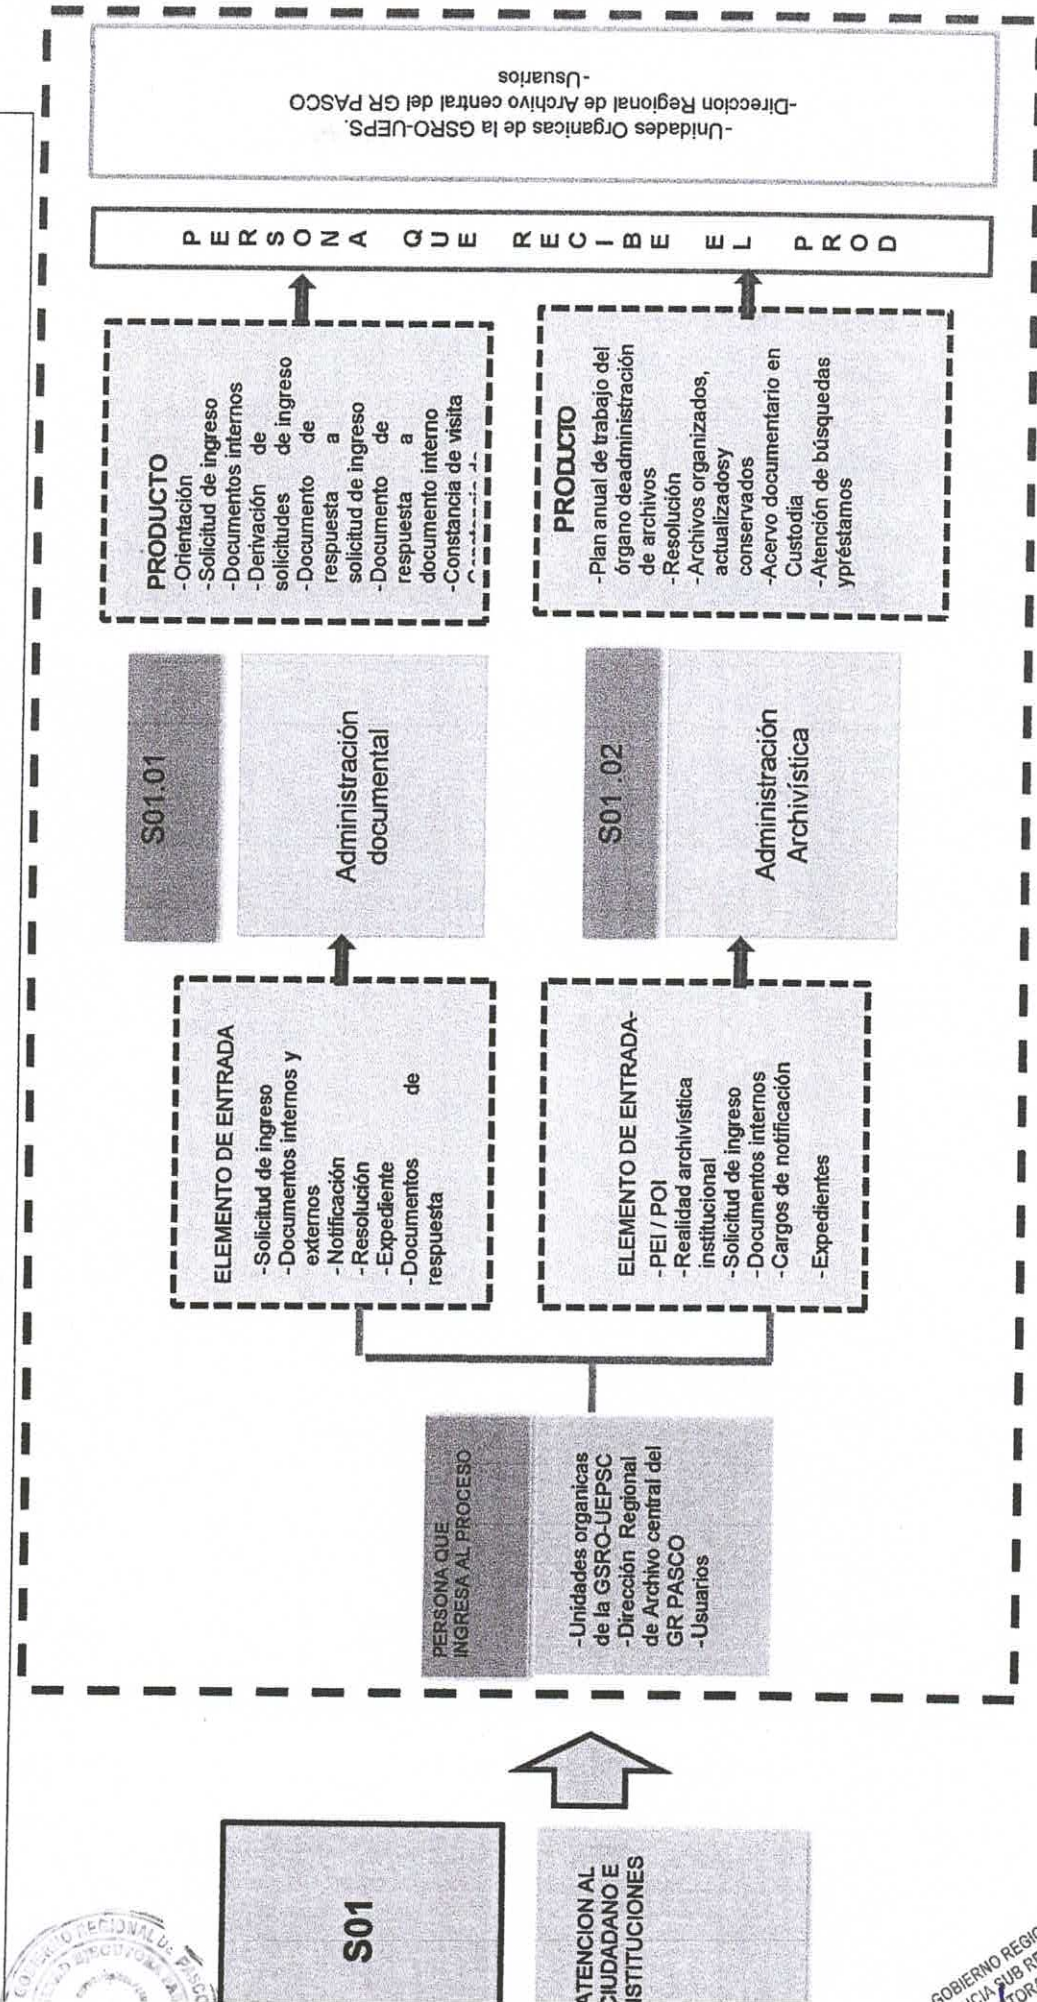 S01
ATENCION AL
CIUDADANO E
NSTITUCIONES
PERSONA QUE
INGRESA AL PROCESO
-Unidades organicas
de la GSRO-UEPSC
-Dirección Regional
de Archivo central del
GR PASCO
-Usuarios
ELEMENTO DE ENTRADA
-Solicitud de ingreso
-Documentos internos y
externos
-Notificación
-Resolución
-Expediente
-Documentos de
respuesta
ELEMENTO DE ENTRADA-
-PEI / POI
-Realidad archivística
institucional
-Solicitud de ingreso
-Documentos internos
-Cargos de notificación
-Expedientes
S01.01
Administración
documental
S01 .02
Administración
Archivística
PRODUCTO
-Orientación
-Solicitud de ingreso
-Documentos internos
-Derivación de
solicitudes de ingreso
-Documento de
respuesta a
solicitud de ingreso
-Documento de
respuesta a
documento interno
-Constancia de visita
PRODUCTO
-Plan anual de trabajo del
órgano deadministración
de archivos
-Resolución
-Archivos organizados,
actualizadosy
conservados
-Acervo documentario en
Custodia
-Atención de búsquedas
ypréstamos
PERSONA QUE RECIBE EL PROD
-Unidades Organicas de la GSRO-UEPS.
-Direccion Regional de Archivo central del GR PASCO
-Usuarios
GOBIERNO REGIO
SUB RE